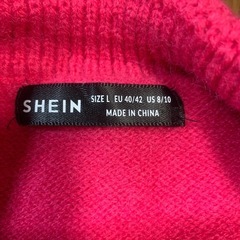 SHEIN
SIZE L EU 40/42 US 8/10
MADE IN CHINA